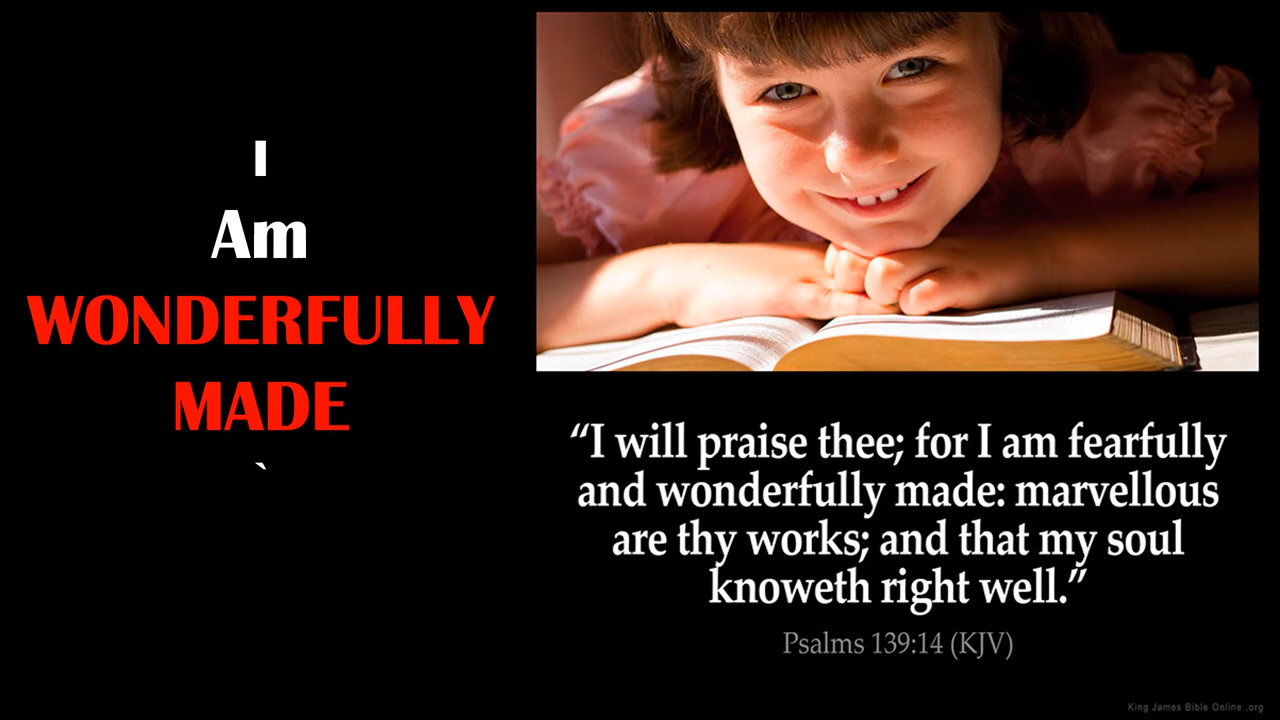 I
Am
WONDERFULLY
MADE
`
“I will praise thee; for I am fearfully
and wonderfully made: marvellous
are thy works; and that my soul
knoweth right well.”
Psalms 139:14 (KJV)
King James Bible Online .org